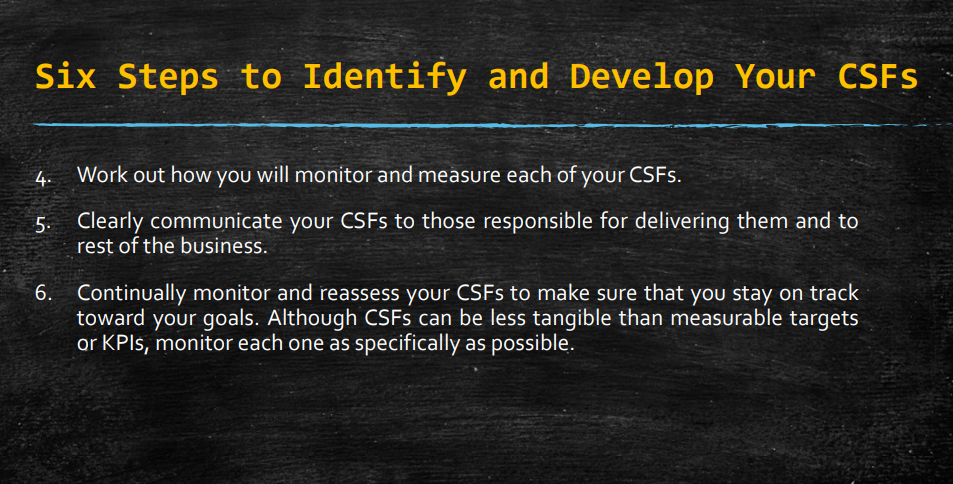 Six Steps to Identify and Develop Your CSFs
4. Work out how you will monitor and measure each of your CSFs.
5. Clearly communicate your CSFs to those responsible for delivering them and to
rest of the business.
6. Continually monitor and reassess your CSFs to make sure that you stay on track
toward your goals. Although CSFs can be less tangible than measurable targets
or KPIs, monitor each one as specifically as possible.